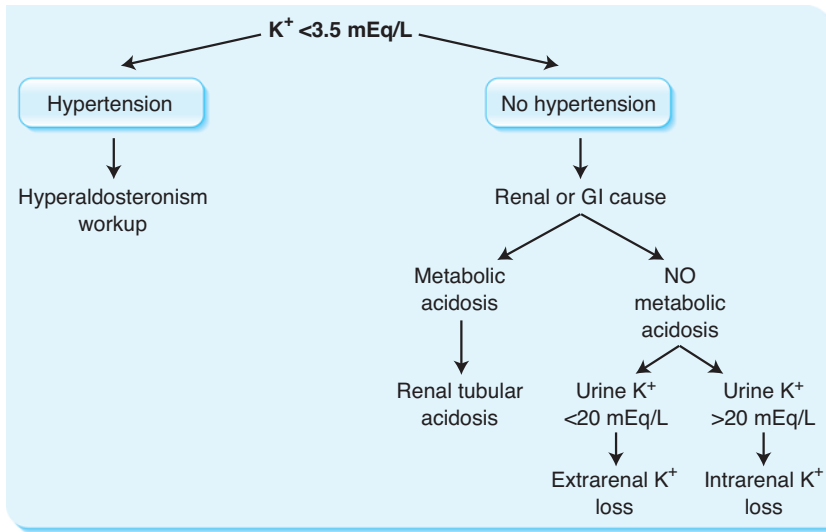 K⁺ <3.5 mEq/L
Hypertension
No hypertension
Hyperaldosteronism
workup
Renal or GI cause
Metabolic
acidosis
NO
metabolic
acidosis
Renal tubular
acidosis
Urine K⁺
<20 mEq/L
Urine K⁺
>20 mEq/L
Extrarenal K⁺
loss
Intrarenal K⁺
loss